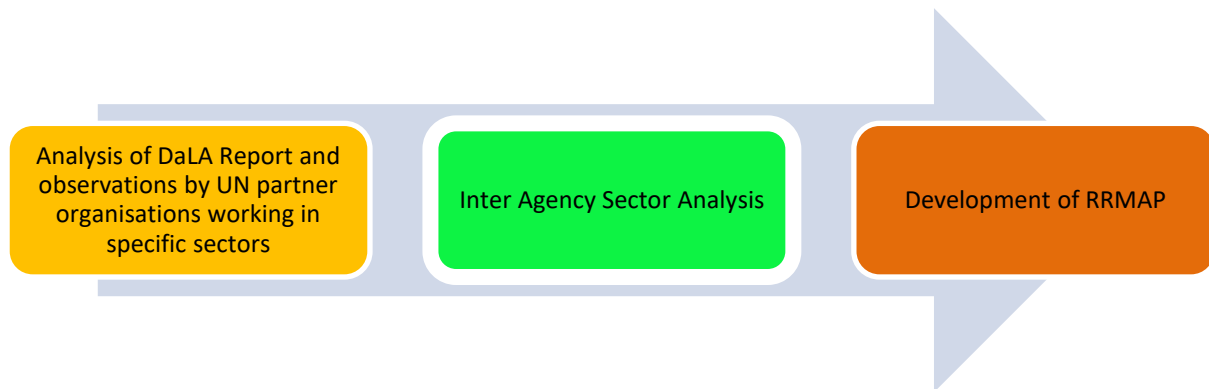 Analysis of DaLA Report and
observations by UN partner
organisations working in
specific sectors
Inter Agency Sector Analysis
Development of RRMAP